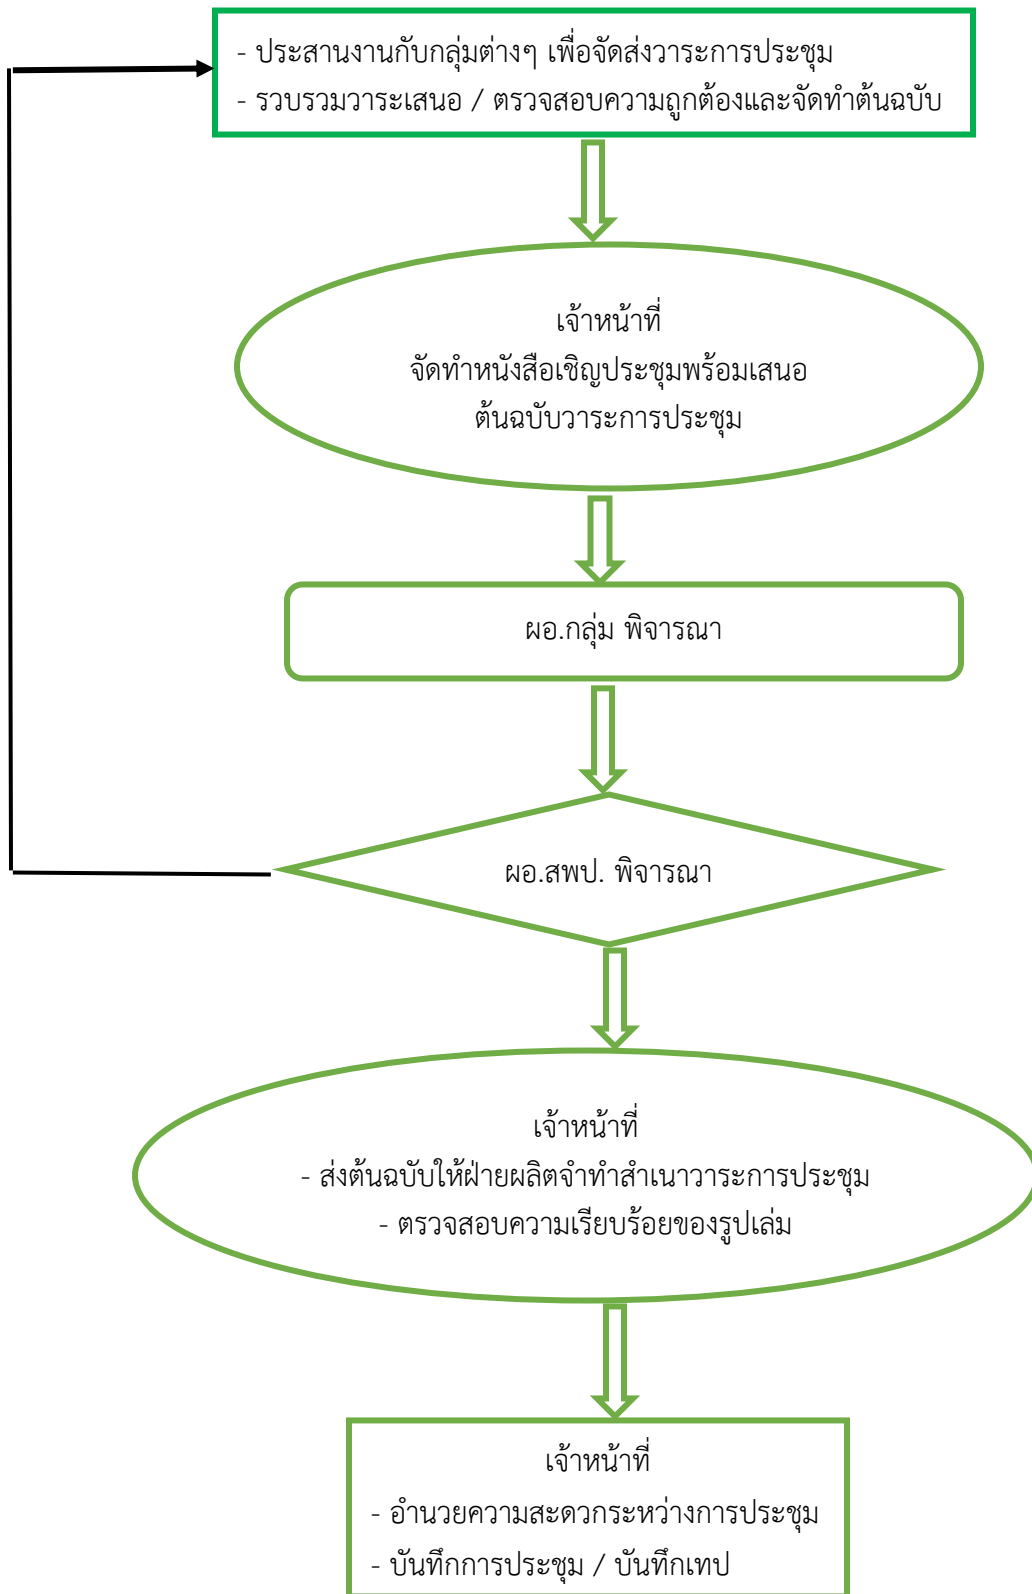 - ประสานงานกับกลุ่มต่างๆ เพื่อจัดส่งวาระการประชุม
- รวบรวมวาระเสนอ / ตรวจสอบความถูกต้องและจัดทำต้นฉบับ
เจ้าหน้าที่
จัดทำหนังสือเชิญประชุมพร้อมเสนอ
ต้นฉบับวาระการประชุม
ผอ.กลุ่ม พิจารณา
ผอ.สพป. พิจารณา
เจ้าหน้าที่
- ส่งต้นฉบับให้ฝ่ายผลิตจำทำสำเนาวาระการประชุม
- ตรวจสอบความเรียบร้อยของรูปเล่ม
เจ้าหน้าที่
- อำนวยความสะดวกระหว่างการประชุม
- บันทึกการประชุม / บันทึกเทป